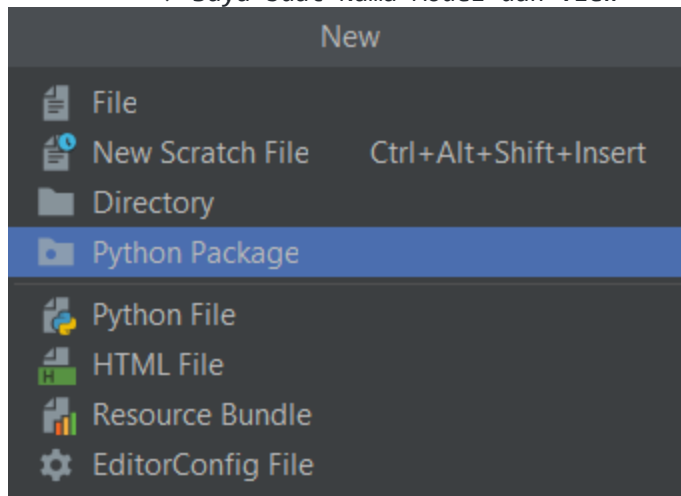 New
File
New Scratch File Ctrl+Alt+Shift+Insert
Directory
Python Package
Python File
H
HTML File
Resource Bundle
EditorConfig File